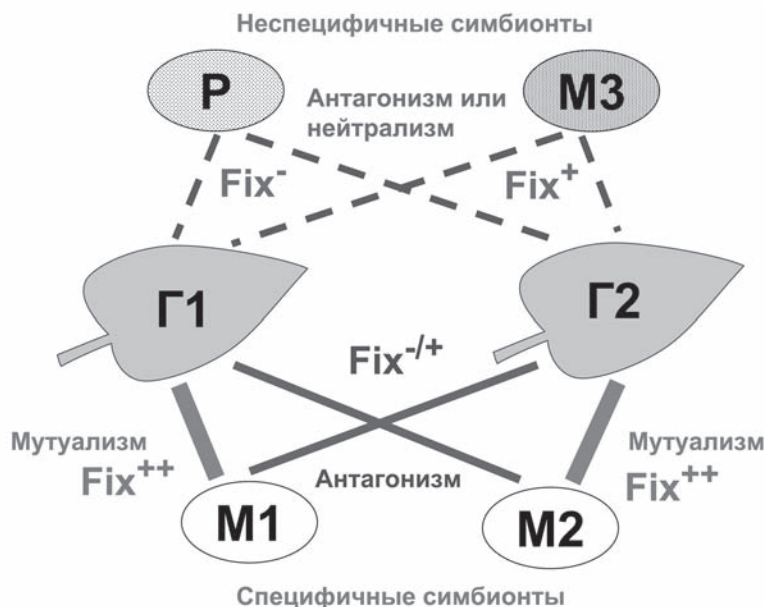 Неспецифичные симбионты
Р
М3
Антагонизм или
нейтрализм
Fix⁻
Fix⁺
Г1
Г2
Fix⁻/⁺
Мутуализм
Fix⁺⁺
Мутуализм
Fix⁺⁺
Антагонизм
М1
М2
Специфичные симбионты